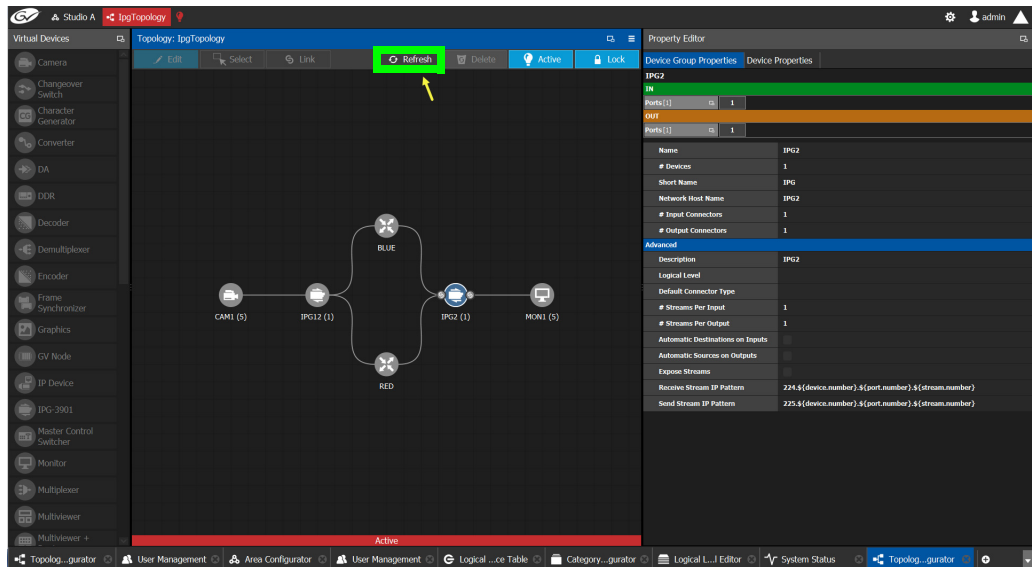 GV Studio A IpgTopology admin
Virtual Devices
Camera
Changeover
Switch
CG Character
Generator
Converter
DA
DDR
Decoder
Demultiplexer
Encoder
Frame
Synchronizer
Graphics
GV Node
IP Device
IPG-3901
Master Control
Switcher
Monitor
Multiplexer
Multiviewer
Multiviewer +
Topology: IpgTopology
Edit Select Link Refresh Delete Active Lock
BLUE
CAM1 (5) IPG12 (1) IPG2 (1) MON1 (5)
RED
Active
Property Editor
Device Group Properties Device Properties
IPG2
IN
Ports [1] 1
OUT
Ports [1] 1
Name IPG2
# Devices 1
Short Name IPG
Network Host Name IPG2
# Input Connectors 1
# Output Connectors 1
Advanced
Description IPG2
Logical Level
Default Connector Type
# Streams Per Input 1
# Streams Per Output 1
Automatic Destinations on Inputs
Automatic Sources on Outputs
Expose Streams
Receive Stream IP Pattern 224.${device.number}.${port.number}.${stream.number}
Send Stream IP Pattern 225.${device.number}.${port.number}.${stream.number}
Topolog...gurator User Management Area Configurator User Management Logical ...ce Table Category...gurator Logical L...l Editor System Status Topolog...gurator